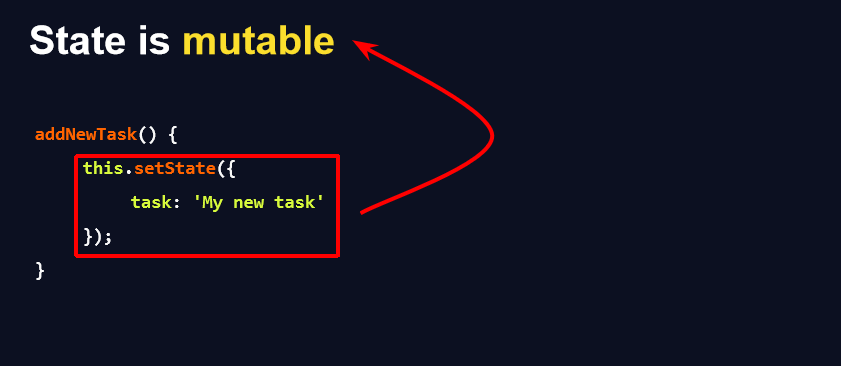 State is mutable
addNewTask() {
this.setState({
task: 'My new task'
});
}